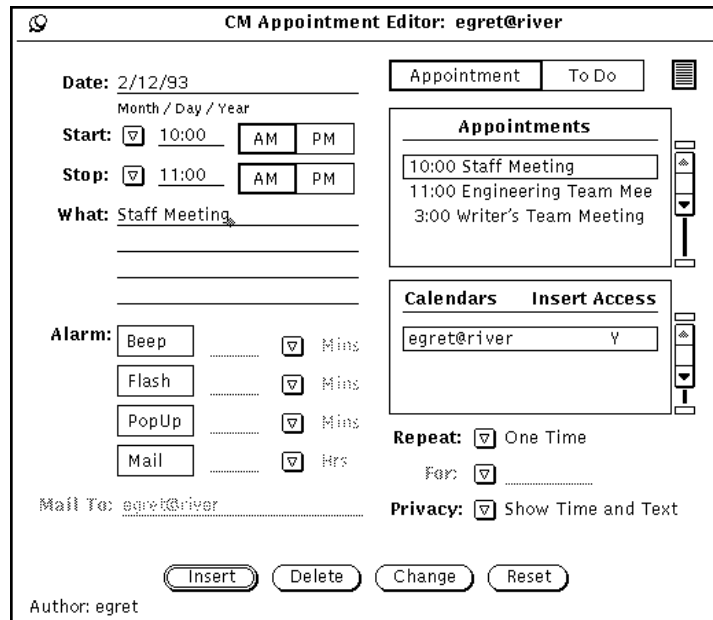 CM Appointment Editor: egret@river
Date: 2/12/93
Month / Day / Year
Start: 10:00 AM PM
Stop: 11:00 AM PM
What: Staff Meeting
Alarm: Beep Mins
Flash Mins
PopUp Mins
Mail Hrs
Mail To: egret@river
Appointment To Do
Appointments
10:00 Staff Meeting
11:00 Engineering Team Mee
3:00 Writer's Team Meeting
Calendars Insert Access
egret@river Y
Repeat: One Time
For:
Privacy: Show Time and Text
Insert Delete Change Reset
Author: egret